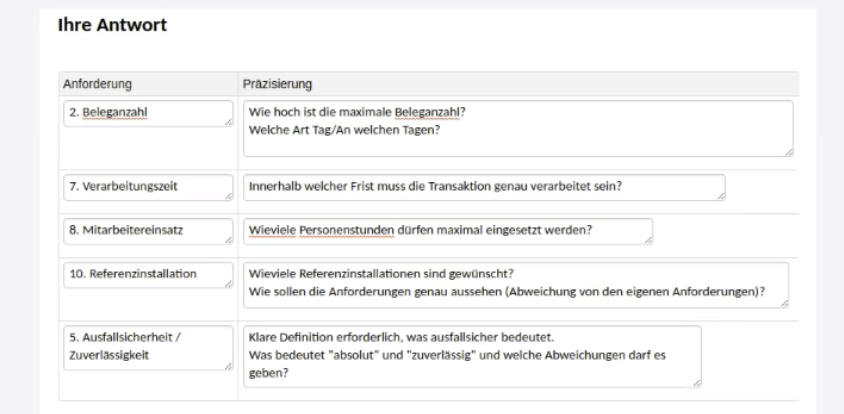 Ihre Antwort
Anforderung Präzisierung
2. Beleganzahl
Wie hoch ist die maximale Beleganzahl?
Welche Art Tag/An welchen Tagen?
7. Verarbeitungszeit
Innerhalb welcher Frist muss die Transaktion genau verarbeitet sein?
8. Mitarbeitereinsatz
Wieviele Personenstunden dürfen maximal eingesetzt werden?
10. Referenzinstallation
Wieviele Referenzinstallationen sind gewünscht?
Wie sollen die Anforderungen genau aussehen (Abweichung von den eigenen Anforderungen)?
5. Ausfallsicherheit /
Zuverlässigkeit
Klare Definition erforderlich, was ausfallsicher bedeutet.
Was bedeutet "absolut" und "zuverlässig" und welche Abweichungen darf es
geben?